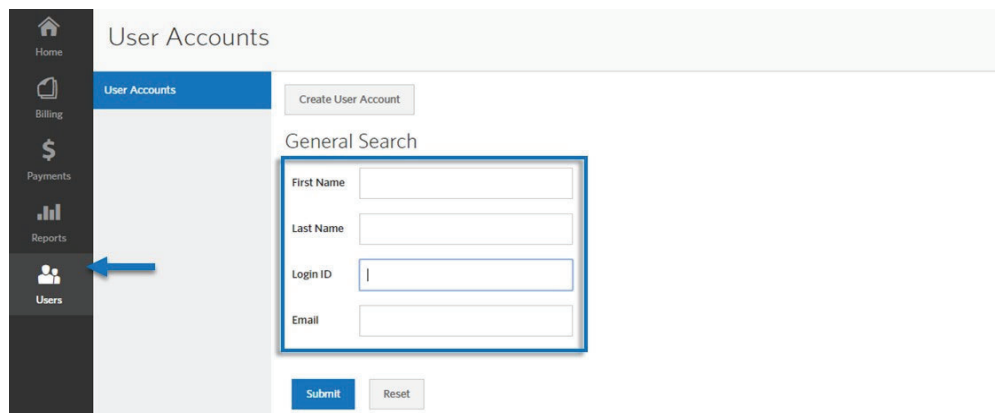 Home
Billing
Payments
Reports
Users
User Accounts
User Accounts
Create User Account
General Search
First Name
Last Name
Login ID
Email
Submit
Reset